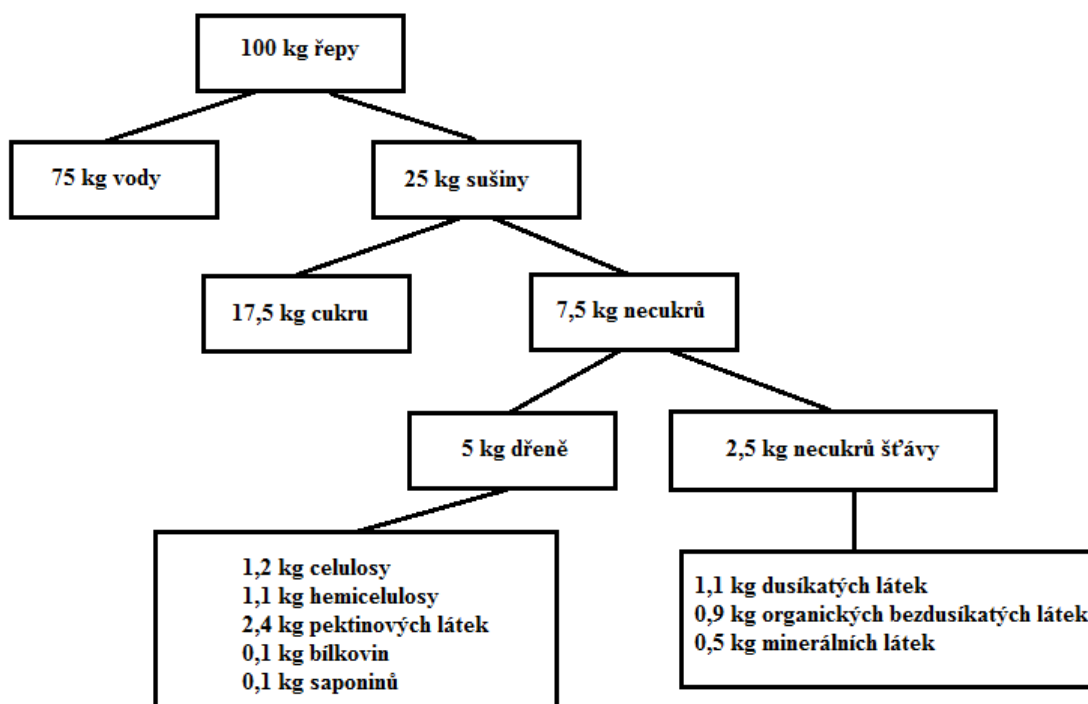 100 kg řepy
75 kg vody
25 kg sušiny
17,5 kg cukru
7,5 kg necukrů
5 kg dřeně
2,5 kg necukrů šťávy
1,2 kg celulosy
1,1 kg hemicelulosy
2,4 kg pektinových látek
0,1 kg bílkovin
0,1 kg saponinů
1,1 kg dusíkatých látek
0,9 kg organických bezdusíkatých látek
0,5 kg minerálních látek